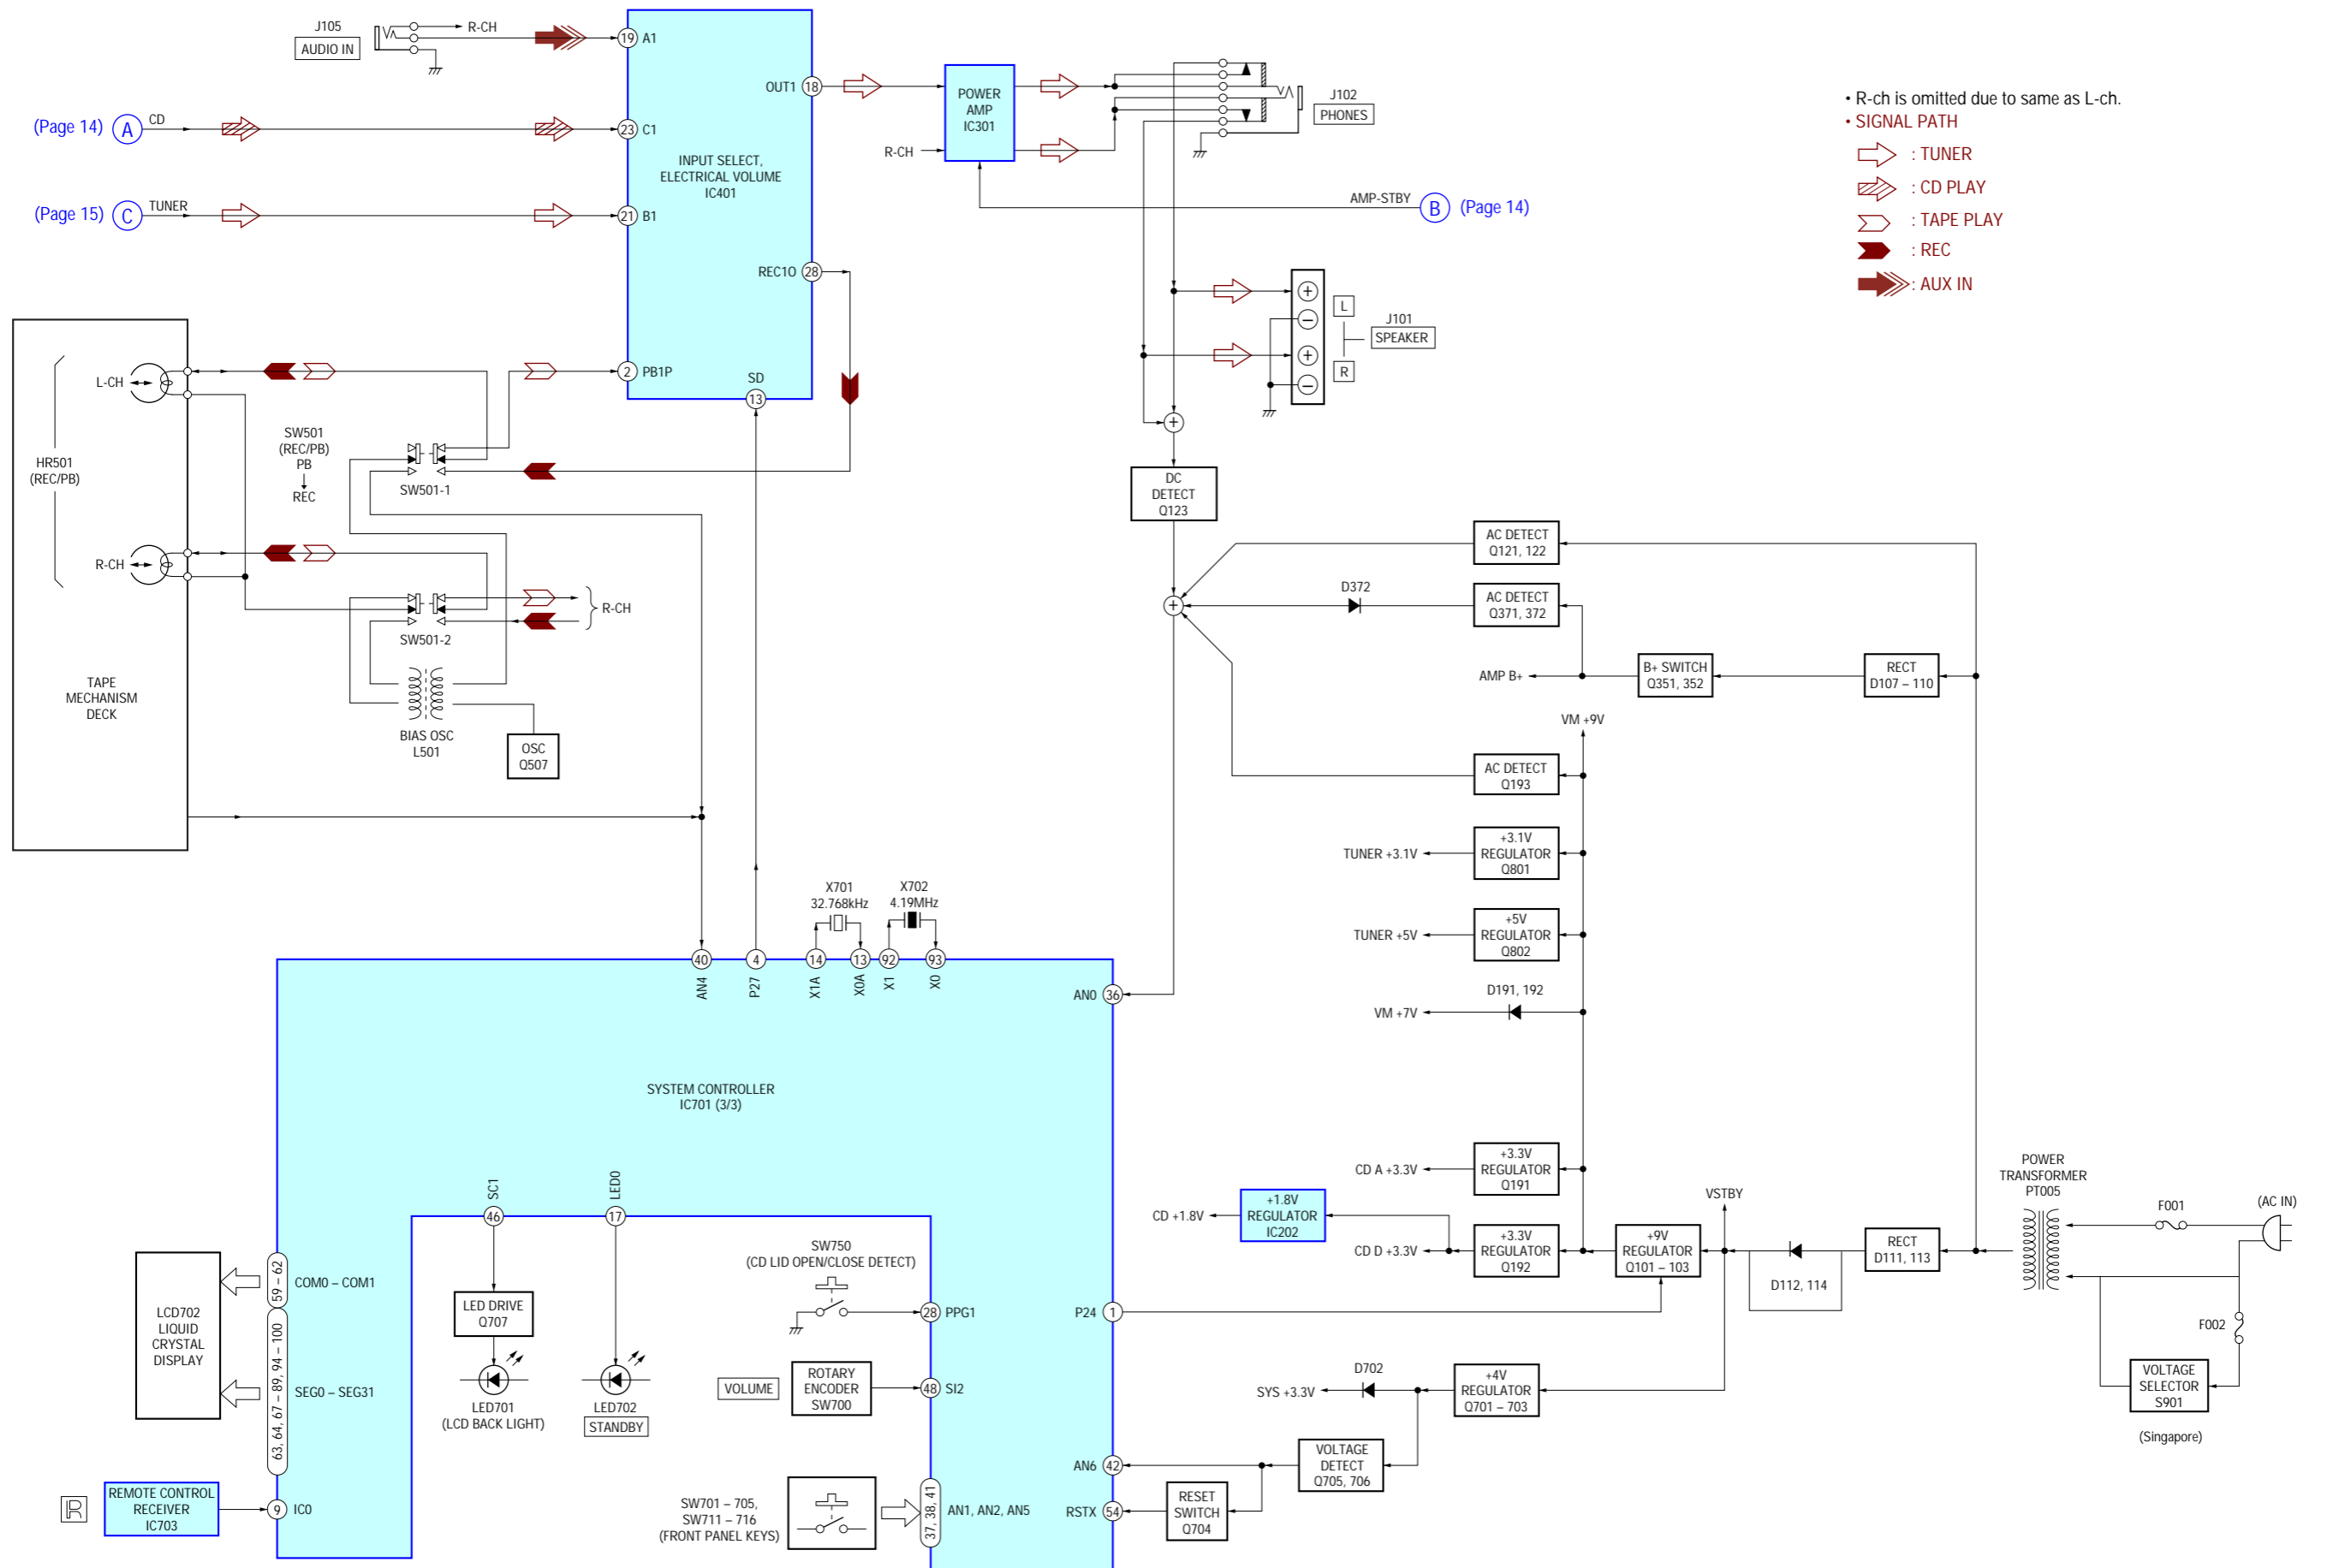 J105
AUDIO IN
R-CH
19
A1
(Page 14)
A
CD
23
C1
(Page 15)
C
TUNER
21
B1
INPUT SELECT,
ELECTRICAL VOLUME
IC401
OUT1
18
REC1O
28
2
PB1P
SD
13
POWER
AMP
IC301
R-CH
J102
PHONES
AMP-STBY
B
(Page 14)
• R-ch is omitted due to same as L-ch.
• SIGNAL PATH
: TUNER
: CD PLAY
: TAPE PLAY
: REC
: AUX IN
+
L
−
J101
SPEAKER
+
R
−
+
DC
DETECT
Q123
+
L-CH
HR501
(REC/PB)
R-CH
TAPE
MECHANISM
DECK
SW501
(REC/PB)
PB
REC
SW501-1
SW501-2
R-CH
BIAS OSC
L501
OSC
Q507
AC DETECT
Q121, 122
D372
AC DETECT
Q371, 372
AMP B+
B+ SWITCH
Q351, 352
RECT
D107 – 110
VM +9V
AC DETECT
Q193
TUNER +3.1V
+3.1V
REGULATOR
Q801
TUNER +5V
+5V
REGULATOR
Q802
D191, 192
VM +7V
CD A +3.3V
+3.3V
REGULATOR
Q191
CD +1.8V
+1.8V
REGULATOR
IC202
CD D +3.3V
+3.3V
REGULATOR
Q192
+9V
REGULATOR
Q101 – 103
VSTBY
D112, 114
RECT
D111, 113
POWER
TRANSFORMER
PT005
F001
(AC IN)
F002
VOLTAGE
SELECTOR
S901
(Singapore)
X701
32.768kHz
X702
4.19MHz
40
4
14
13
92
93
AN4
P27
X1A
X0A
X1
X0
AN0
36
SYSTEM CONTROLLER
IC701 (3/3)
SC1
46
LED0
17
LED DRIVE
Q707
LED701
(LCD BACK LIGHT)
LED702
STANDBY
LCD702
LIQUID
CRYSTAL
DISPLAY
59 – 62
COM0 – COM1
63, 64, 67 – 89, 94 – 100
SEG0 – SEG31
R
REMOTE CONTROL
RECEIVER
IC703
9
IC0
SW750
(CD LID OPEN/CLOSE DETECT)
28
PPG1
VOLUME
ROTARY
ENCODER
SW700
48
SI2
SW701 – 705,
SW711 – 716
(FRONT PANEL KEYS)
37, 38, 41
AN1, AN2, AN5
P24
1
AN6
42
RSTX
54
SYS +3.3V
D702
+4V
REGULATOR
Q701 – 703
VOLTAGE
DETECT
Q705, 706
RESET
SWITCH
Q704